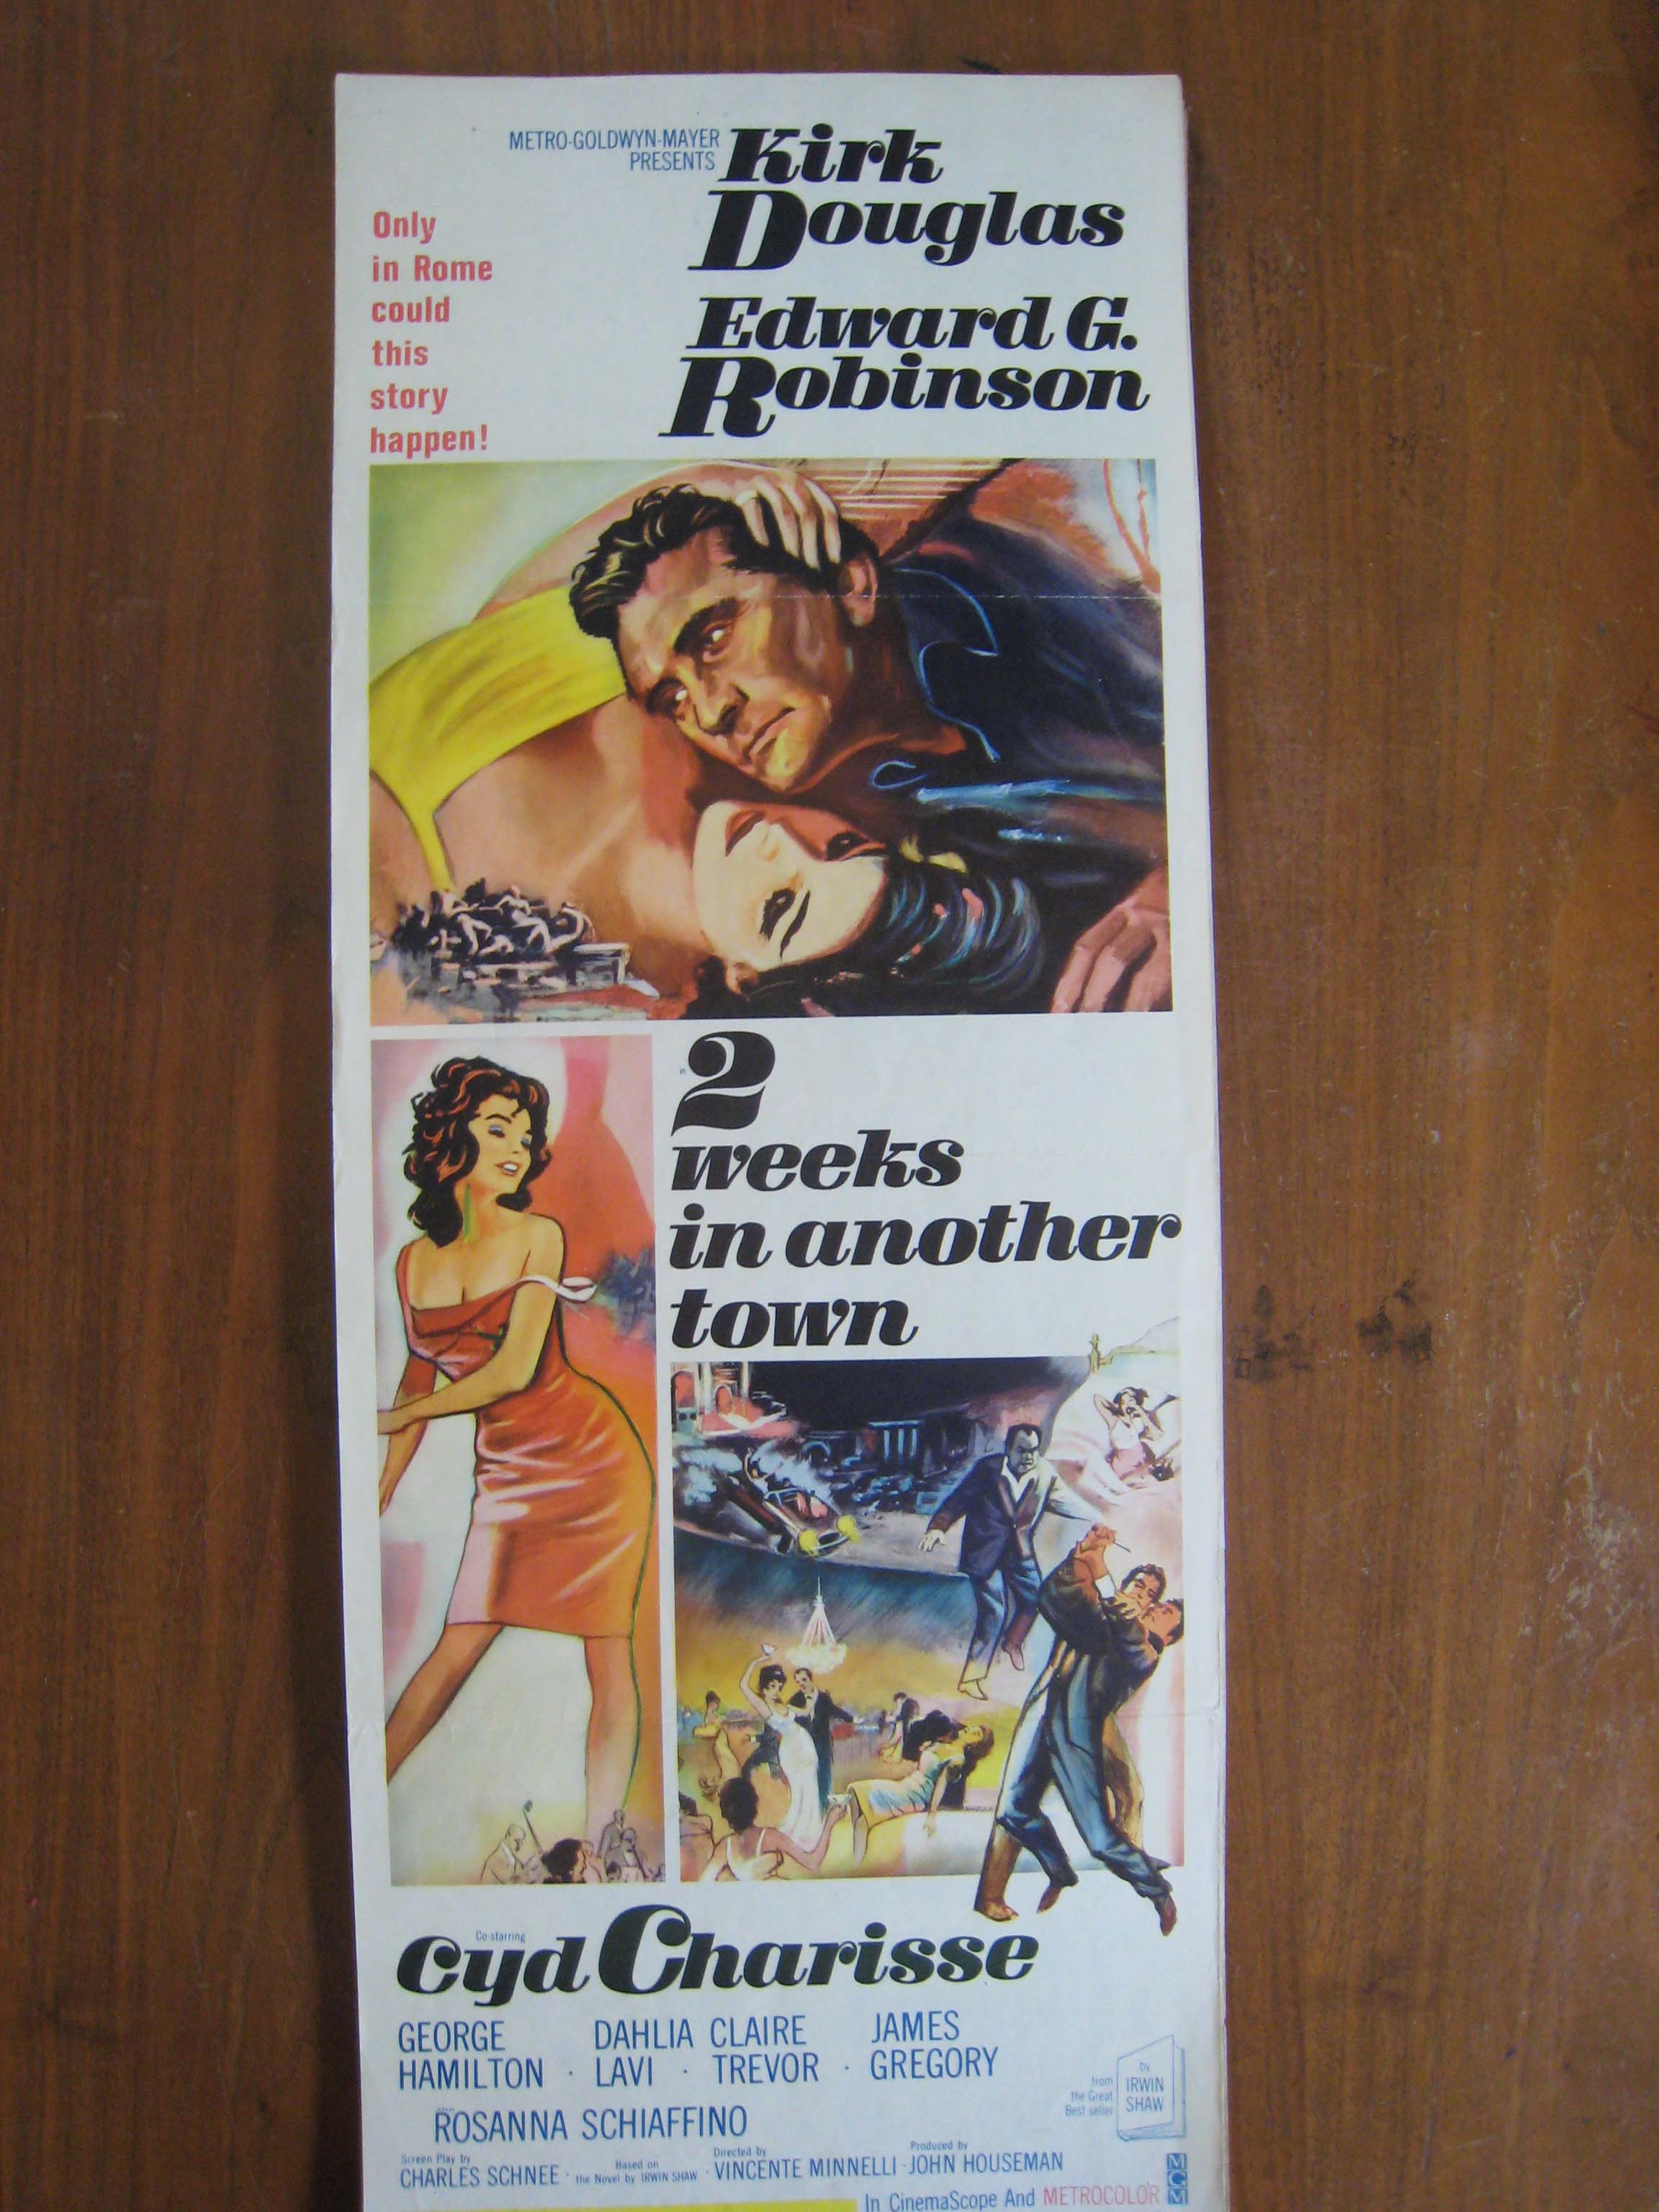 METRO-GOLDWYN-MAYER
PRESENTS
Kirk
Douglas
Edward G.
Robinson
Only
in Rome
could
this
story
happen!
in
2
weeks
in another
town
Co-starring
Cyd Charisse
GEORGE HAMILTON · DAHLIA LAVI · CLAIRE TREVOR · JAMES GREGORY
and
ROSANNA SCHIAFFINO
from
the Great
Best seller
by
IRWIN
SHAW
Screen Play by
CHARLES SCHNEE ·
Based on
the Novel by IRWIN SHAW ·
Directed by
VINCENTE MINNELLI ·
Produced by
JOHN HOUSEMAN
In CinemaScope And METROCOLOR
MGM